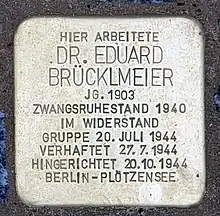 HIER ARBEITETE
DR. EDUARD
BRÜCKLMEIER
JG. 1903
ZWANGSRUHESTAND 1940
IM WIDERSTAND
GRUPPE 20. JULI 1944
VERHAFTET 27. 7. 1944
HINGERICHTET 20.10.1944
BERLIN-PLÖTZENSEE